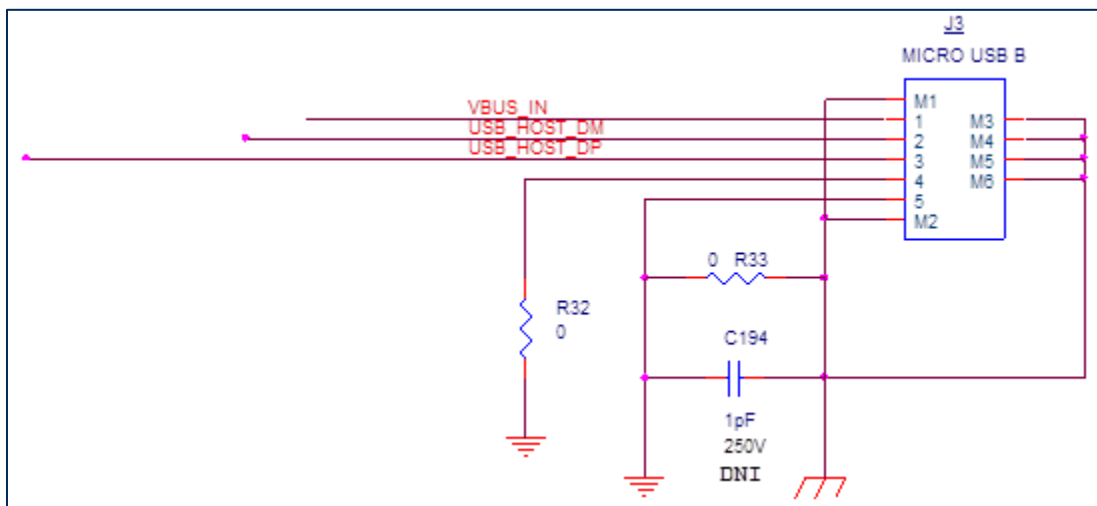 J3
MICRO USB B
VBUS_IN
USB_HOST_DM
USB_HOST_DP
M1
1
2
3
4
5
M2
M3
M4
M5
M6
0 R33
R32
0
C194
1pF
250V
DNI